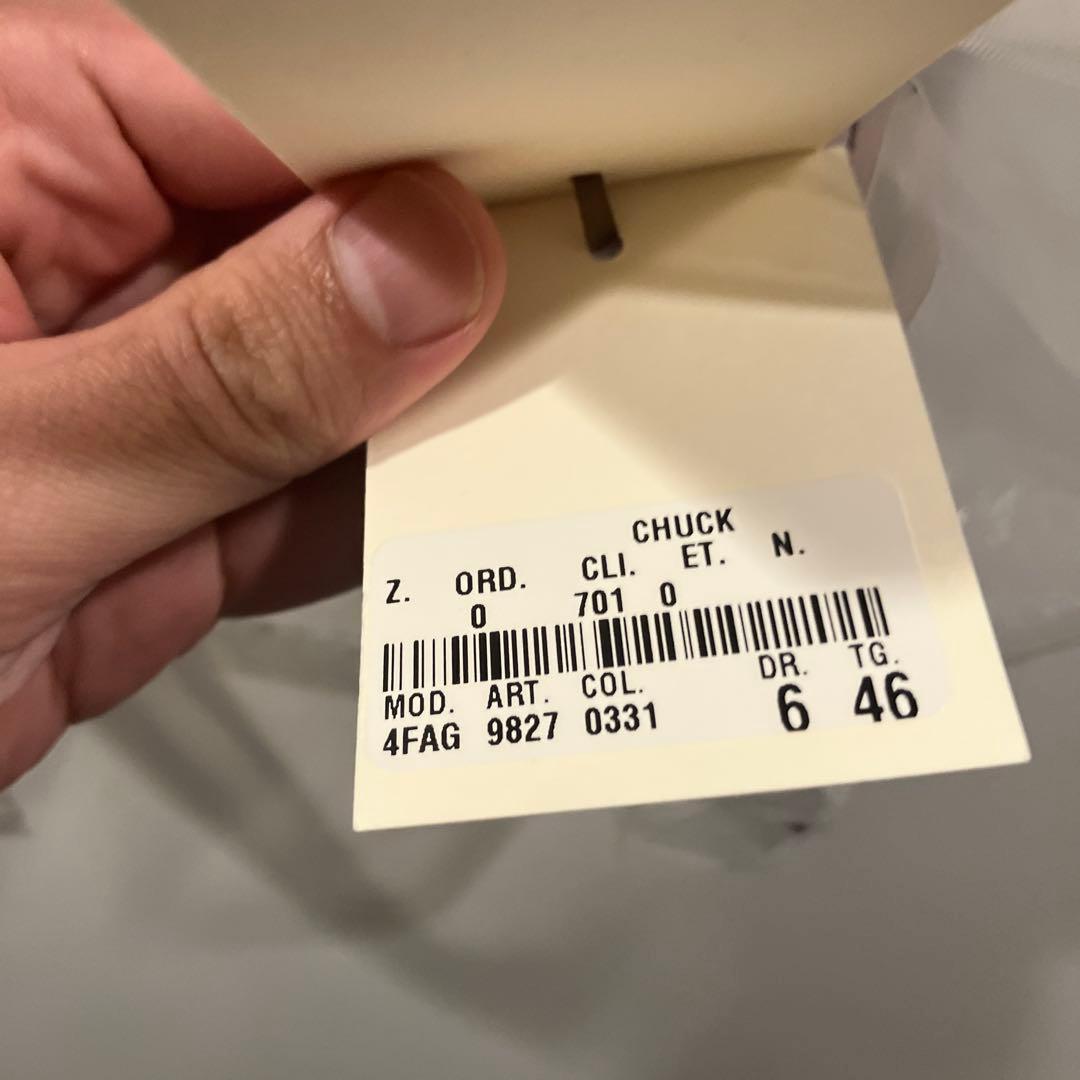 CHUCK
Z. ORD. CLI. ET. N.
0 701 0
MOD. ART. COL. DR. TG.
4FAG 9827 0331 6 46